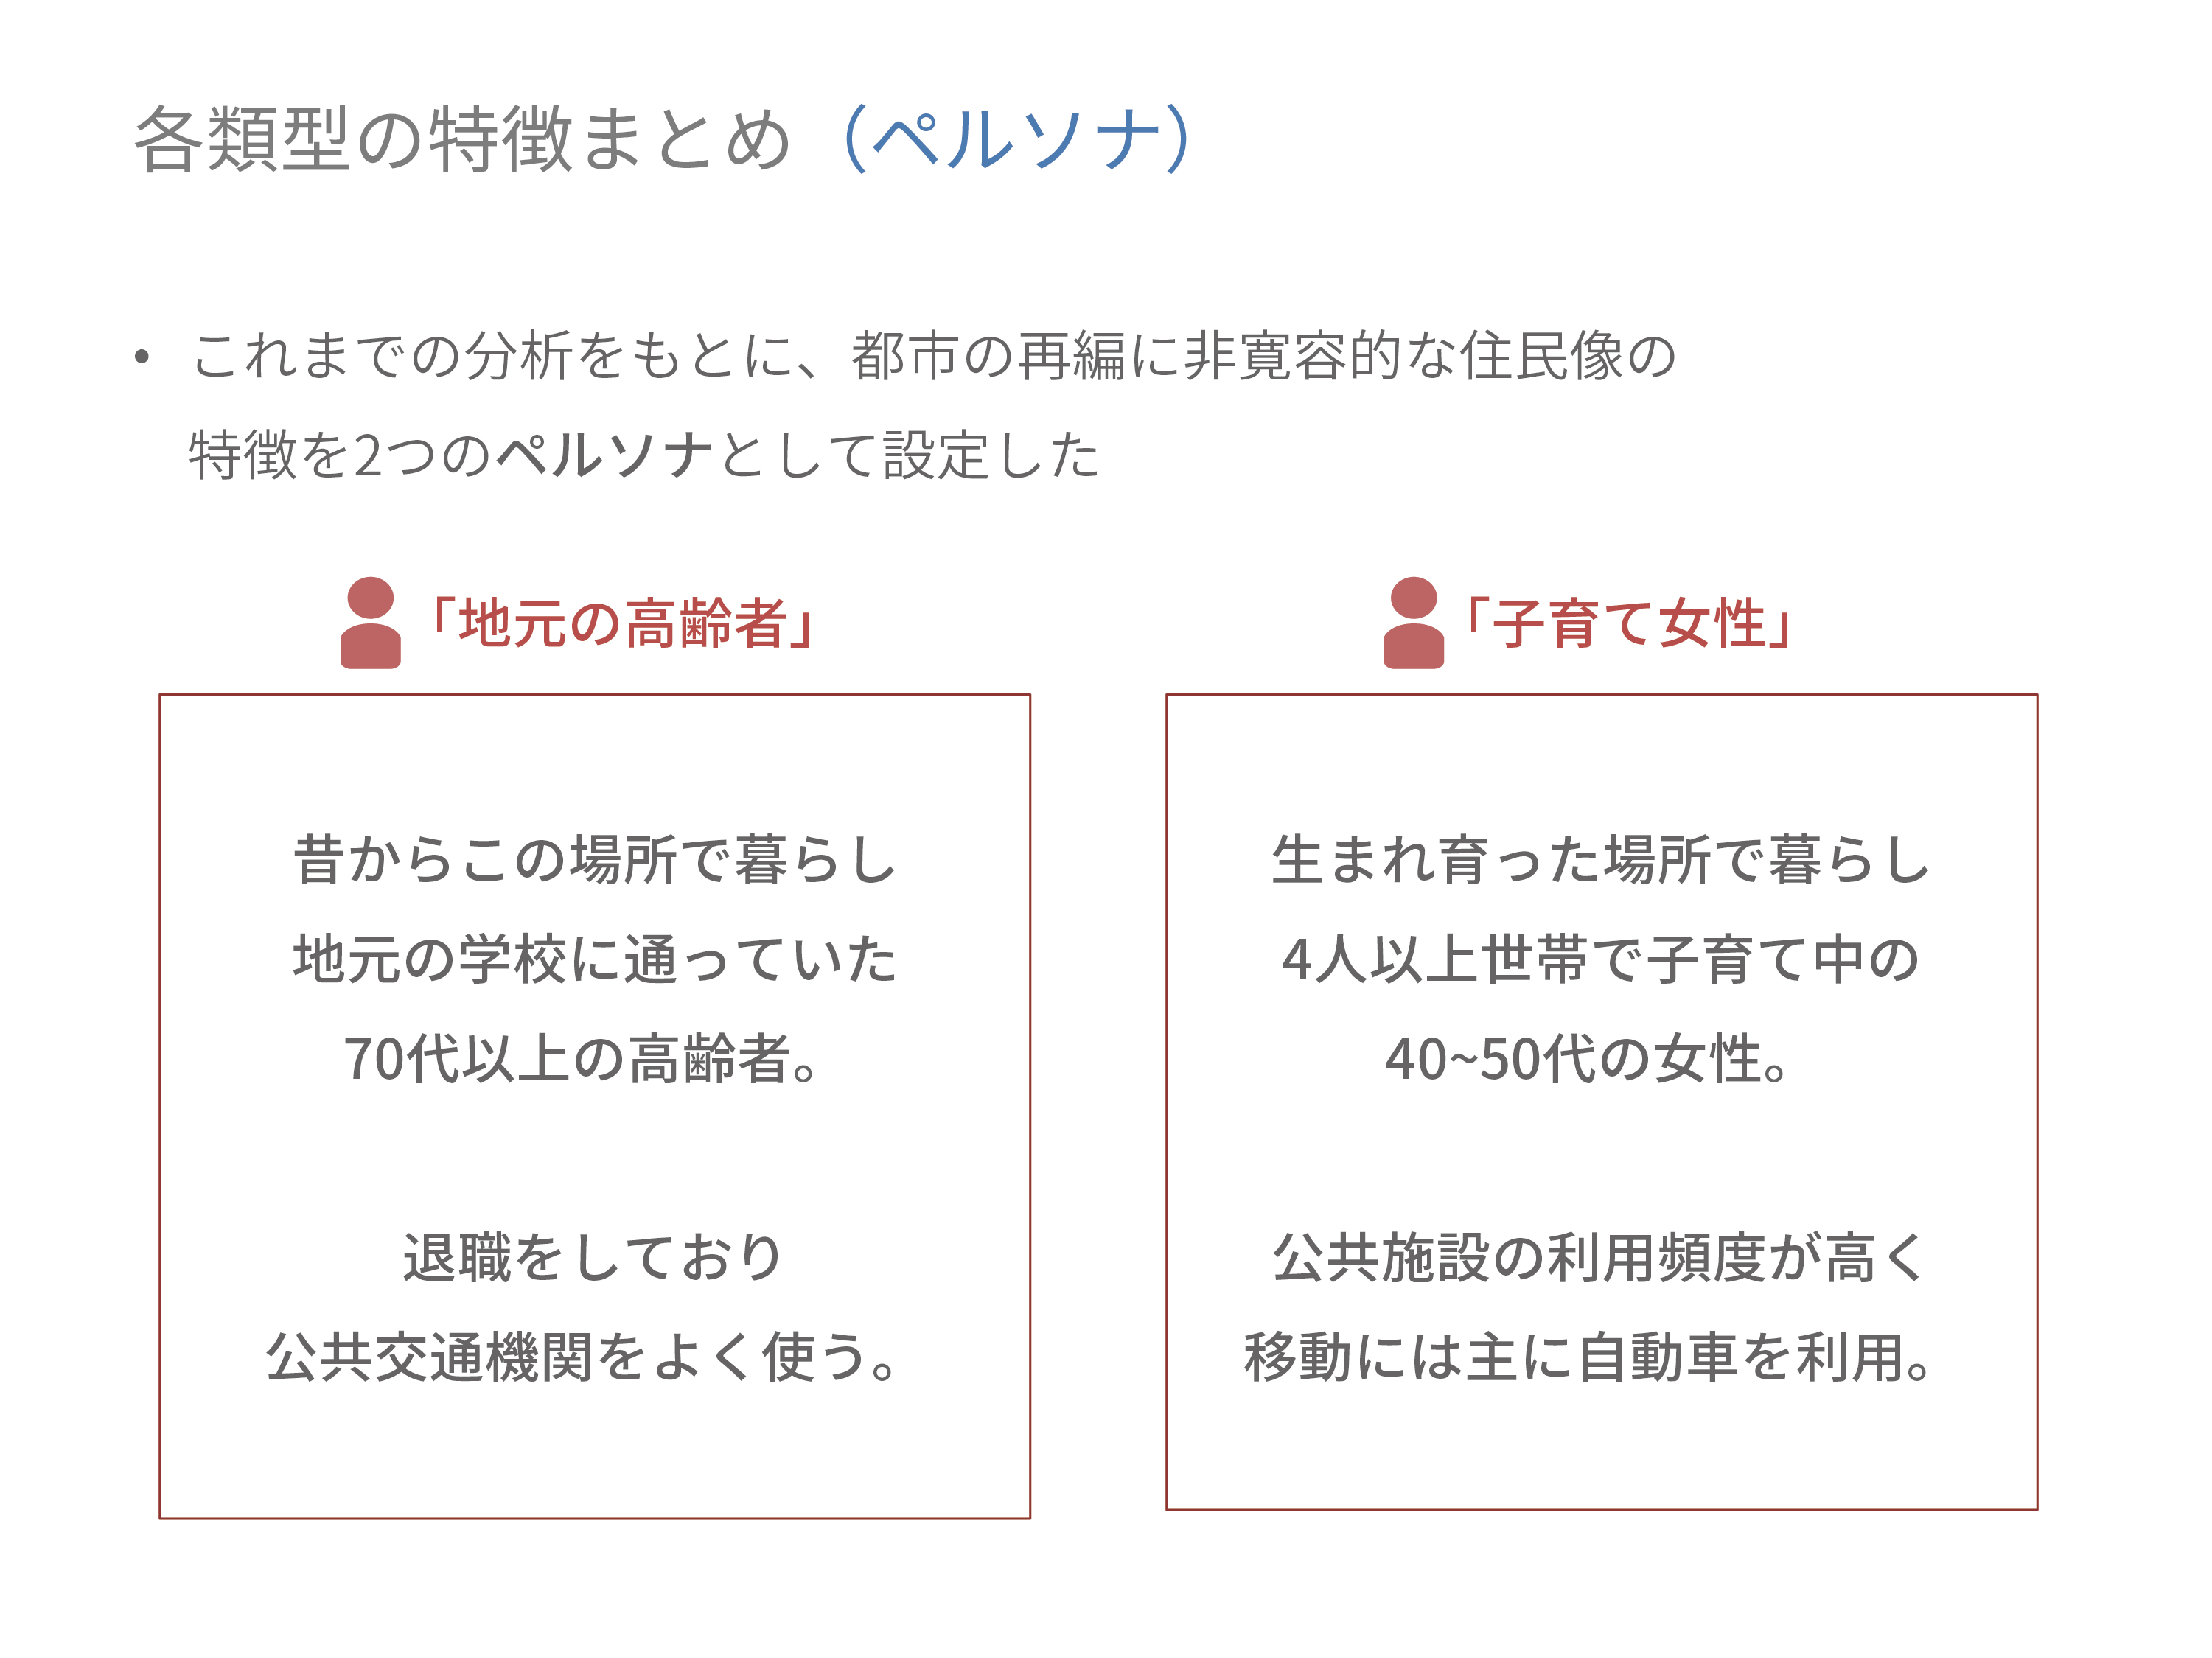 各類型の特徴まとめ（ペルソナ）
• これまでの分析をもとに、都市の再編に非寛容的な住民像の
特徴を2つのペルソナとして設定した
「地元の高齢者」
昔からこの場所で暮らし
地元の学校に通っていた
70代以上の高齢者。
退職をしており
公共交通機関をよく使う。
「子育て女性」
生まれ育った場所で暮らし
4人以上世帯で子育て中の
40~50代の女性。
公共施設の利用頻度が高く
移動には主に自動車を利用。